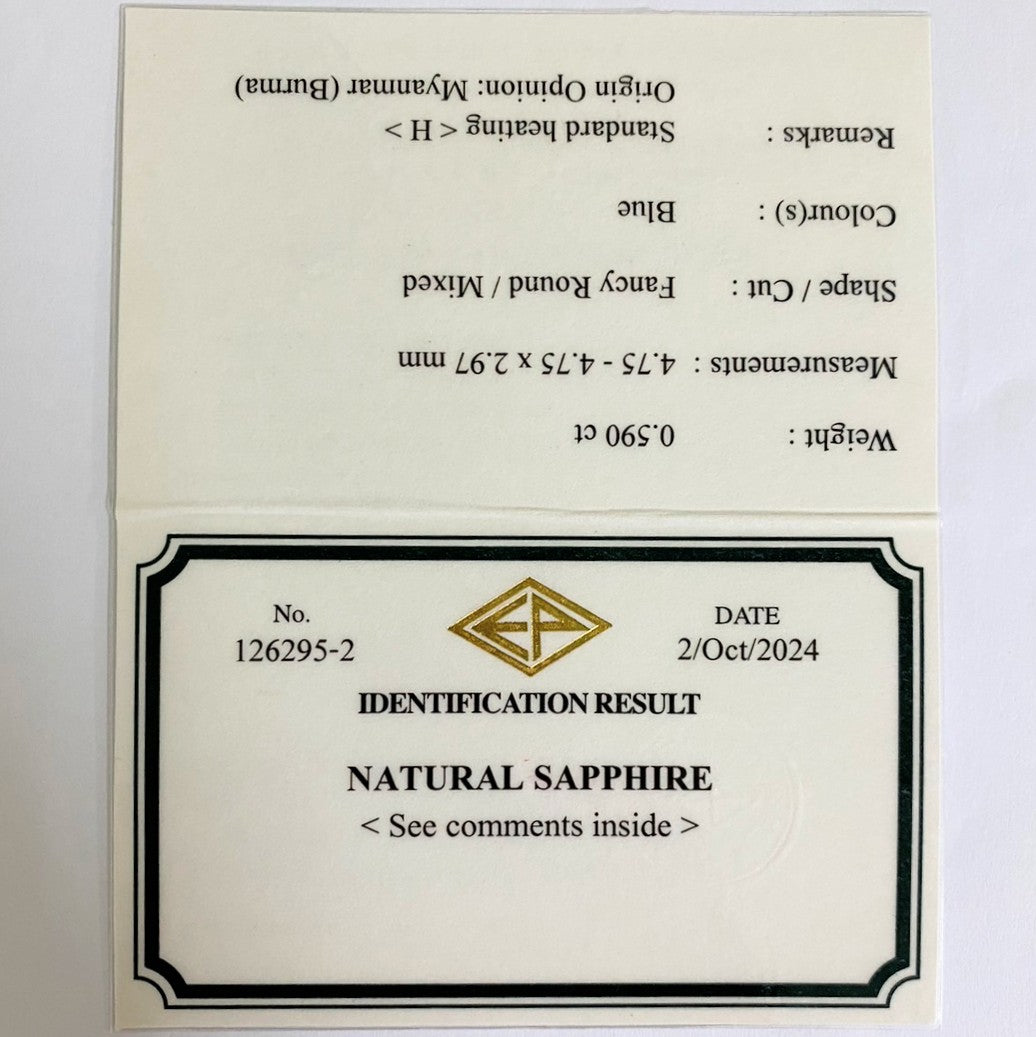 Weight : 0.590 ct
Measurements : 4.75 - 4.75 x 2.97 mm
Shape / Cut : Fancy Round / Mixed
Colour(s) : Blue
Remarks : Standard heating < H >
Origin Opinion: Myanmar (Burma)
No.
126295-2
DATE
2/Oct/2024
IDENTIFICATION RESULT
NATURAL SAPPHIRE
< See comments inside >